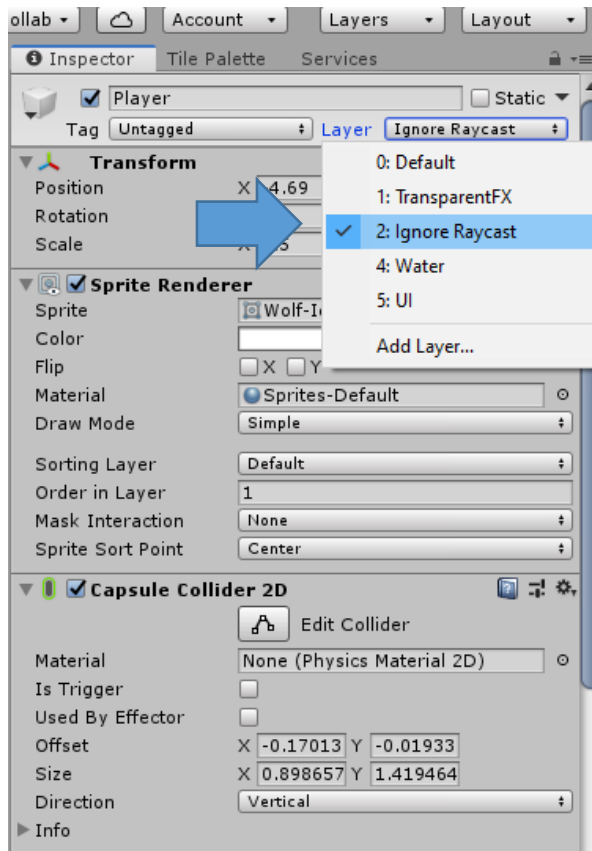 ollab Account Layers Layout
Inspector Tile Palette Services
Player Static
Tag Untagged Layer Ignore Raycast
0: Default
1: TransparentFX
2: Ignore Raycast
4: Water
5: UI
Add Layer...
Transform
Position X 4.69
Rotation
Scale
Sprite Renderer
Sprite
Color
Flip X Y
Material Sprites-Default
Draw Mode Simple
Sorting Layer Default
Order in Layer 1
Mask Interaction None
Sprite Sort Point Center
Capsule Collider 2D
Edit Collider
Material None (Physics Material 2D)
Is Trigger
Used By Effector
Offset X -0.17013 Y -0.01933
Size X 0.898657 Y 1.419464
Direction Vertical
Info